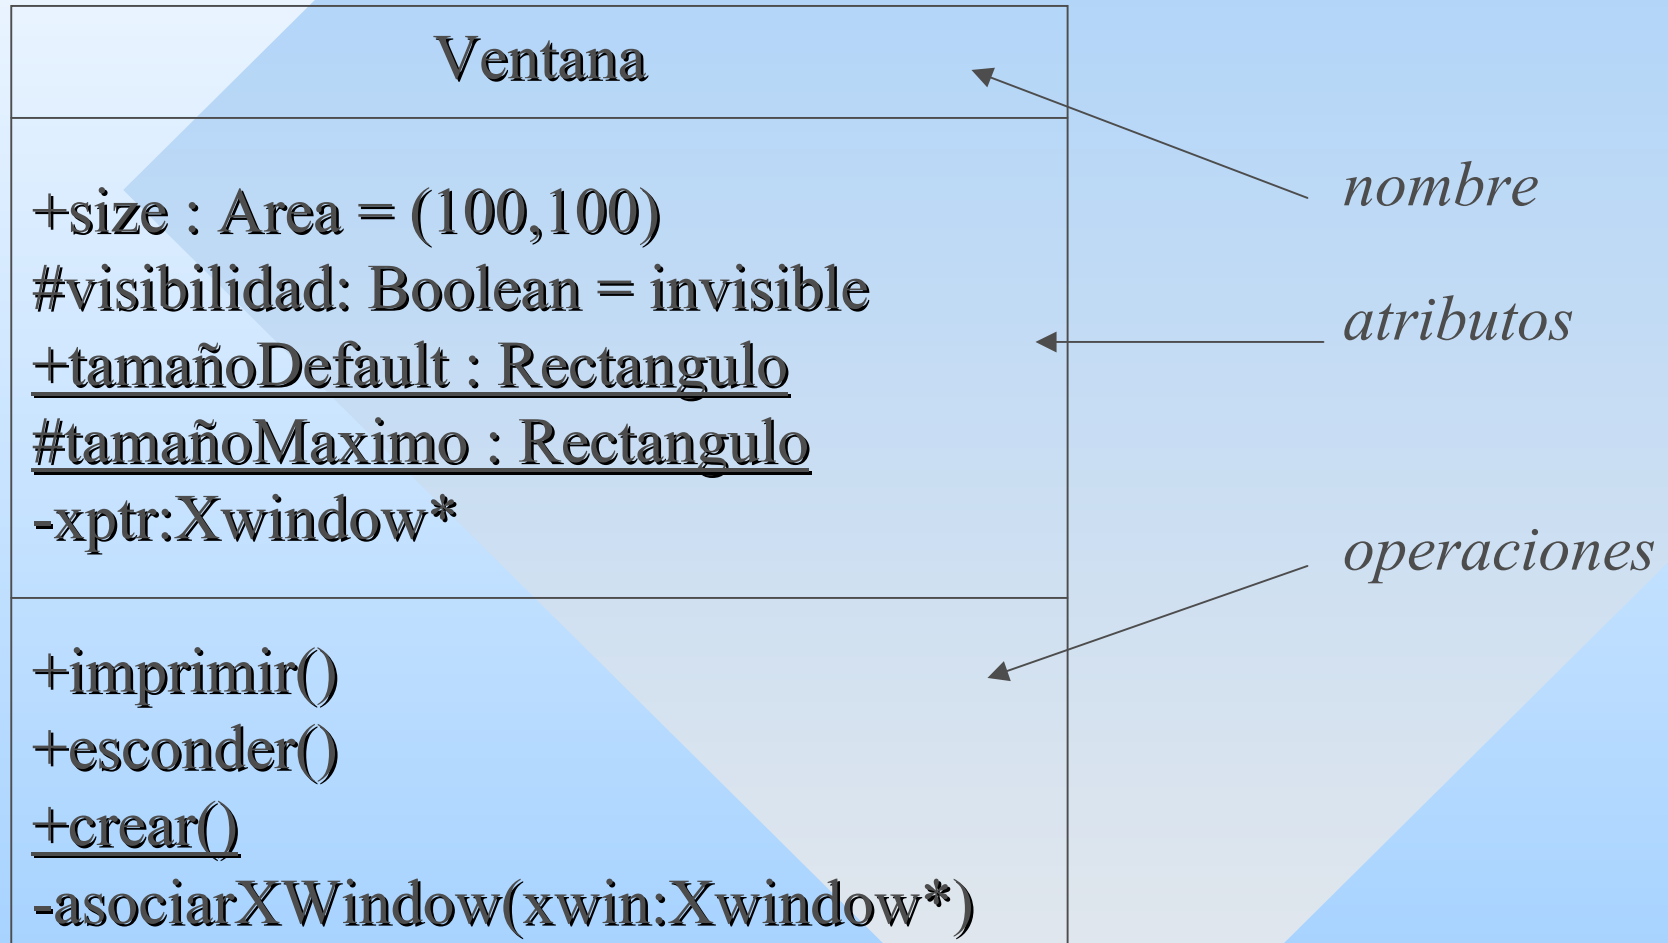 Ventana
+size : Area = (100,100)
#visibilidad: Boolean = invisible
+tamañoDefault : Rectangulo
#tamañoMaximo : Rectangulo
-xptr:Xwindow*
+imprimir()
+esconder()
+crear()
-asociarXWindow(xwin:Xwindow*)
nombre
atributos
operaciones